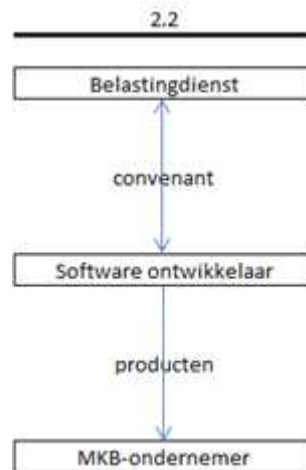 2.2
Belastingdienst
convenant
Software ontwikkelaar
producten
MKB-ondernemer